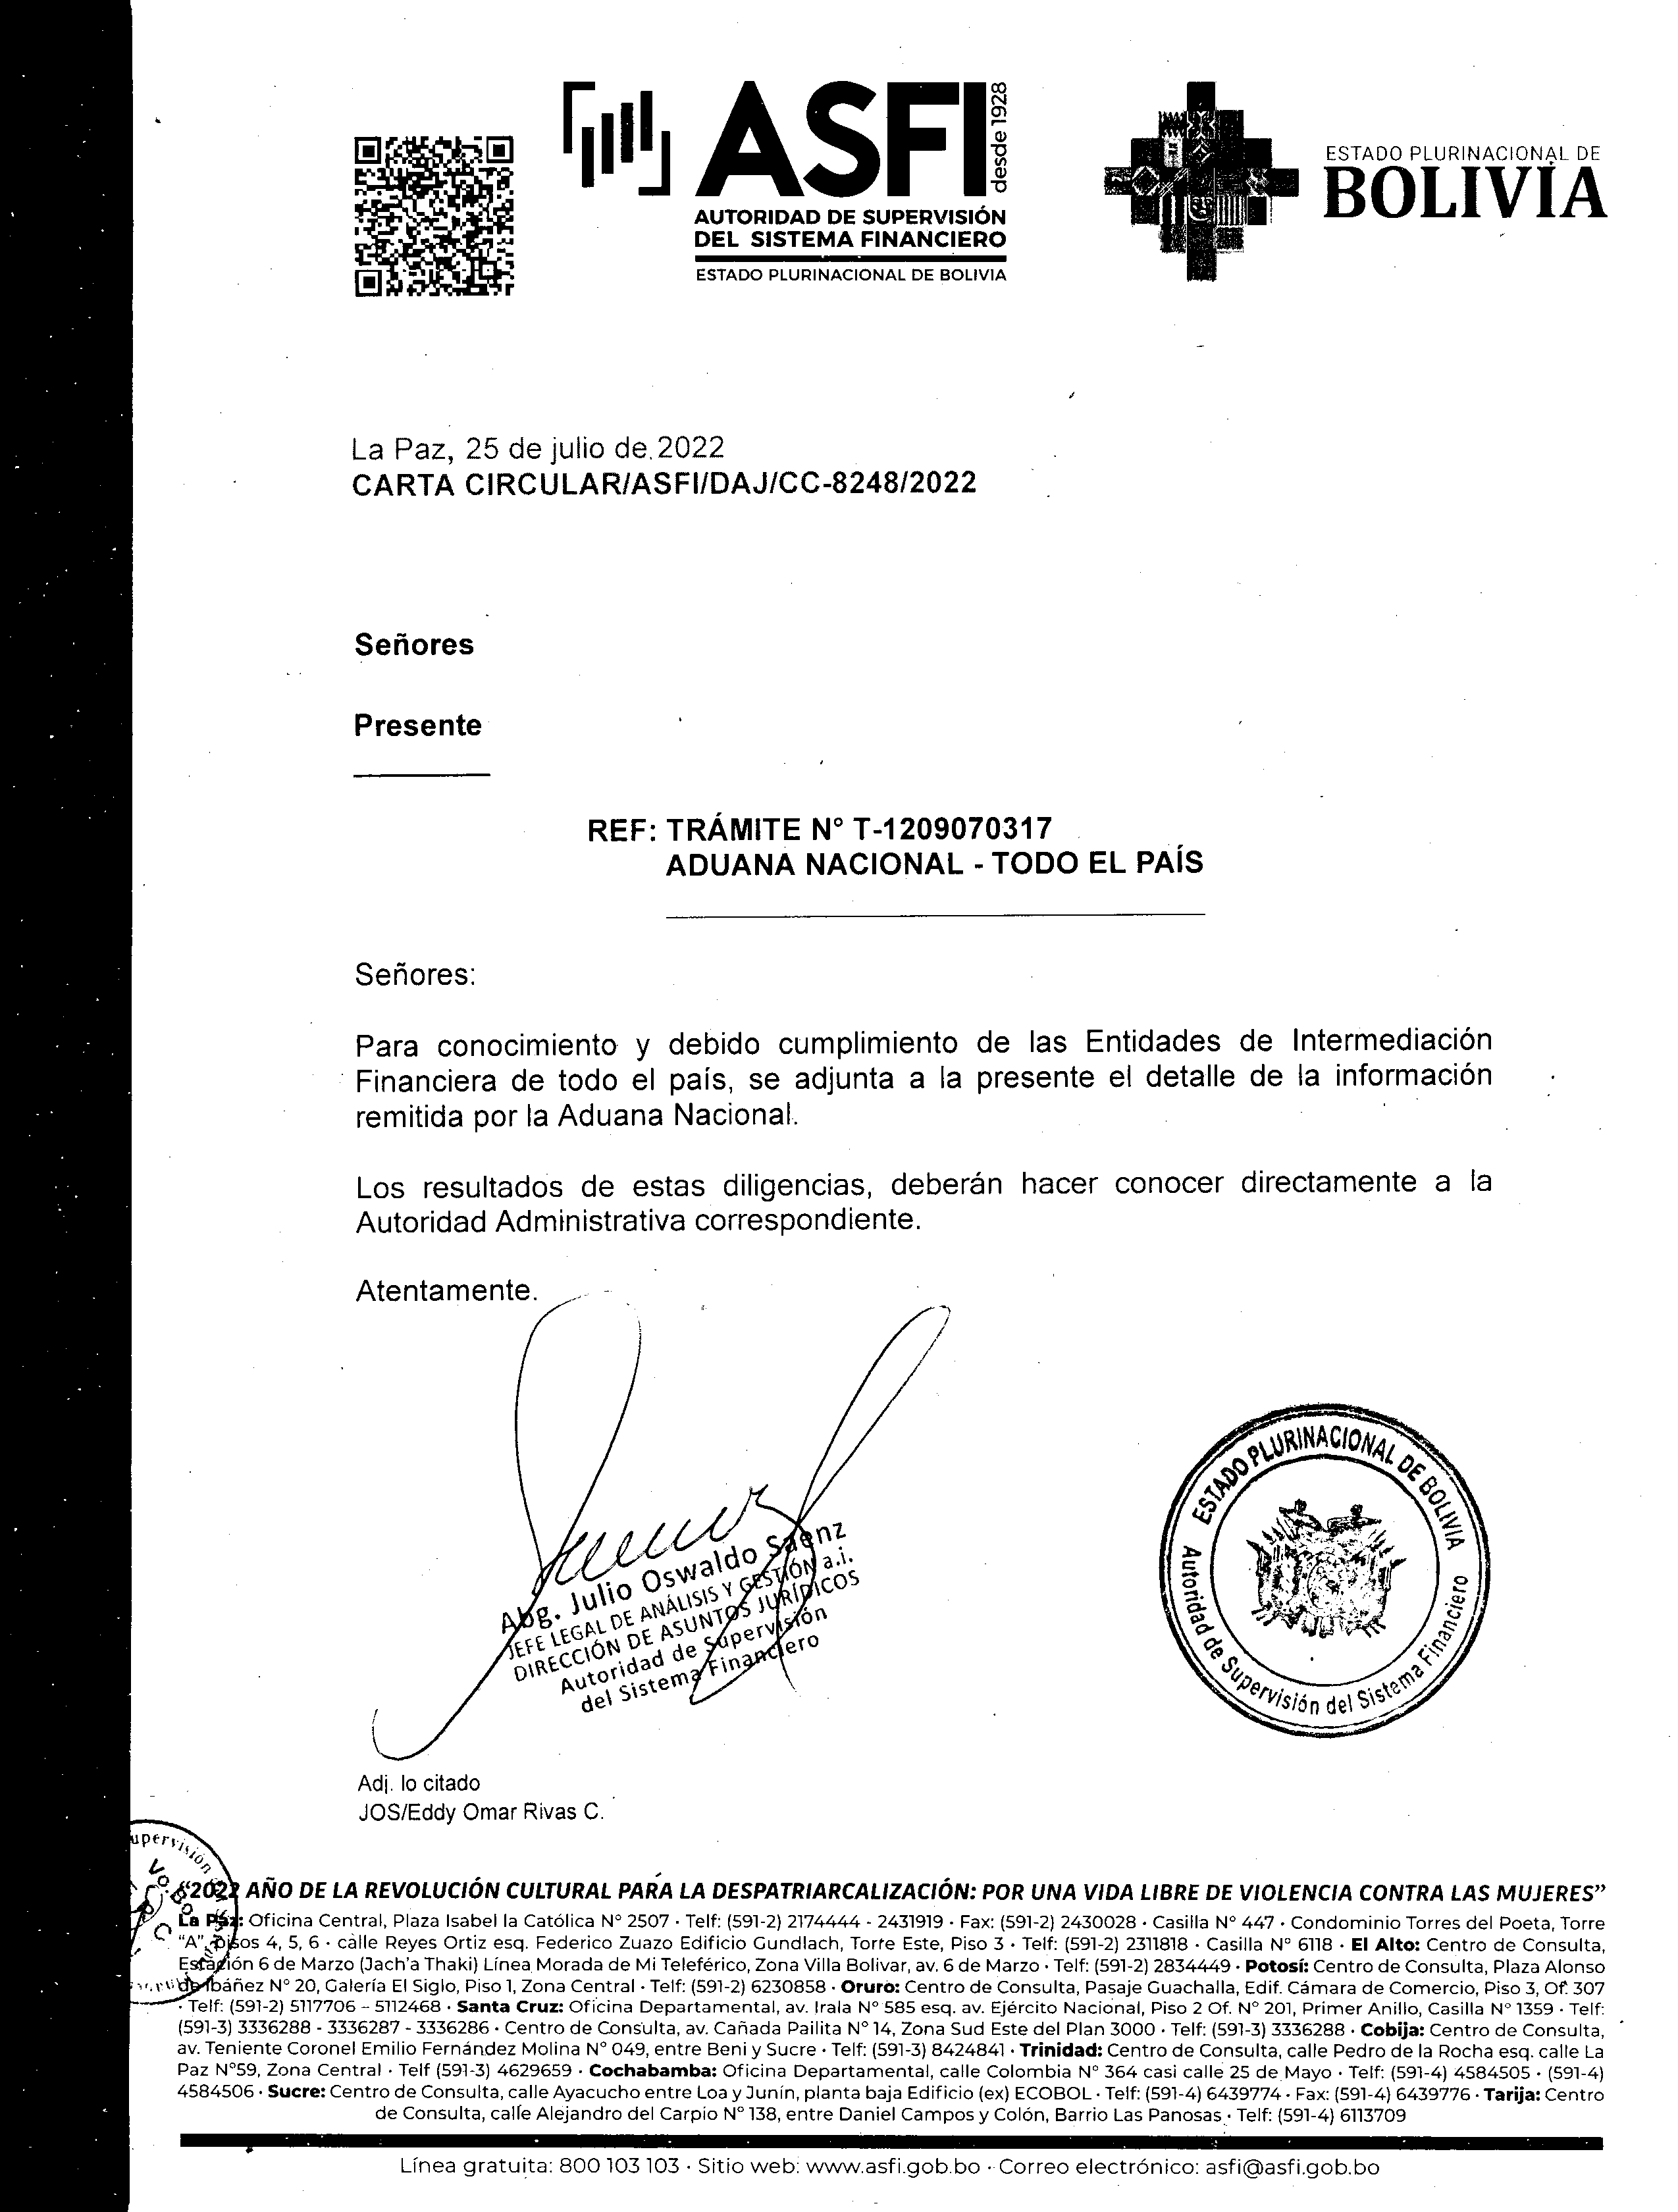 ASFI desde 1928
AUTORIDAD DE SUPERVISIÓN
DEL SISTEMA FINANCIERO
ESTADO PLURINACIONAL DE BOLIVIA
ESTADO PLURINACIONAL DE
BOLIVIA
La Paz, 25 de julio de 2022
CARTA CIRCULAR/ASFI/DAJ/CC-8248/2022
Señores
Presente
REF: TRÁMITE N° T-1209070317
ADUANA NACIONAL - TODO EL PAÍS
Señores:
Para conocimiento y debido cumplimiento de las Entidades de Intermediación
Financiera de todo el país, se adjunta a la presente el detalle de la información
remitida por la Aduana Nacional.
Los resultados de estas diligencias, deberán hacer conocer directamente a la
Autoridad Administrativa correspondiente.
Atentamente.
Abg. Julio Oswaldo Saenz
JEFE LEGAL DE ANÁLISIS Y GESTIÓN a.i.
DIRECCIÓN DE ASUNTOS JURÍDICOS
Autoridad de Supervisión
del Sistema Financiero
ESTADO PLURINACIONAL DE BOLIVIA
Autoridad de Supervisión del Sistema Financiero
Adj. lo citado
JOS/Eddy Omar Rivas C.
upervisión
Vo.Bo.
“2022 AÑO DE LA REVOLUCIÓN CULTURAL PARA LA DESPATRIARCALIZACIÓN: POR UNA VIDA LIBRE DE VIOLENCIA CONTRA LAS MUJERES”
La Paz: Oficina Central, Plaza Isabel la Católica N° 2507 · Telf: (591-2) 2174444 - 2431919 · Fax: (591-2) 2430028 · Casilla N° 447 · Condominio Torres del Poeta, Torre
“A”, pisos 4, 5, 6 · calle Reyes Ortiz esq. Federico Zuazo Edificio Gundlach, Torre Este, Piso 3 · Telf: (591-2) 2311818 · Casilla N° 6118 · El Alto: Centro de Consulta,
Estación 6 de Marzo (Jach’a Thaki) Línea Morada de Mi Teleférico, Zona Villa Bolivar, av. 6 de Marzo · Telf: (591-2) 2834449 · Potosí: Centro de Consulta, Plaza Alonso
de Ibáñez N° 20, Galería El Siglo, Piso 1, Zona Central · Telf: (591-2) 6230858 · Oruro: Centro de Consulta, Pasaje Guachalla, Edif. Cámara de Comercio, Piso 3, Of. 307
· Telf: (591-2) 5117706 – 5112468 · Santa Cruz: Oficina Departamental, av. Irala N° 585 esq. av. Ejército Nacional, Piso 2 Of. N° 201, Primer Anillo, Casilla N° 1359 · Telf:
(591-3) 3336288 - 3336287 - 3336286 · Centro de Consulta, av. Cañada Pailita N° 14, Zona Sud Este del Plan 3000 · Telf: (591-3) 3336288 · Cobija: Centro de Consulta,
av. Teniente Coronel Emilio Fernández Molina N° 049, entre Beni y Sucre · Telf: (591-3) 8424841 · Trinidad: Centro de Consulta, calle Pedro de la Rocha esq. calle La
Paz N°59, Zona Central · Telf (591-3) 4629659 · Cochabamba: Oficina Departamental, calle Colombia N° 364 casi calle 25 de Mayo · Telf: (591-4) 4584505 · (591-4)
4584506 · Sucre: Centro de Consulta, calle Ayacucho entre Loa y Junín, planta baja Edificio (ex) ECOBOL · Telf: (591-4) 6439774 · Fax: (591-4) 6439776 · Tarija: Centro
de Consulta, calle Alejandro del Carpio N° 138, entre Daniel Campos y Colón, Barrio Las Panosas · Telf: (591-4) 6113709
Línea gratuita: 800 103 103 · Sitio web: www.asfi.gob.bo · Correo electrónico: asfi@asfi.gob.bo